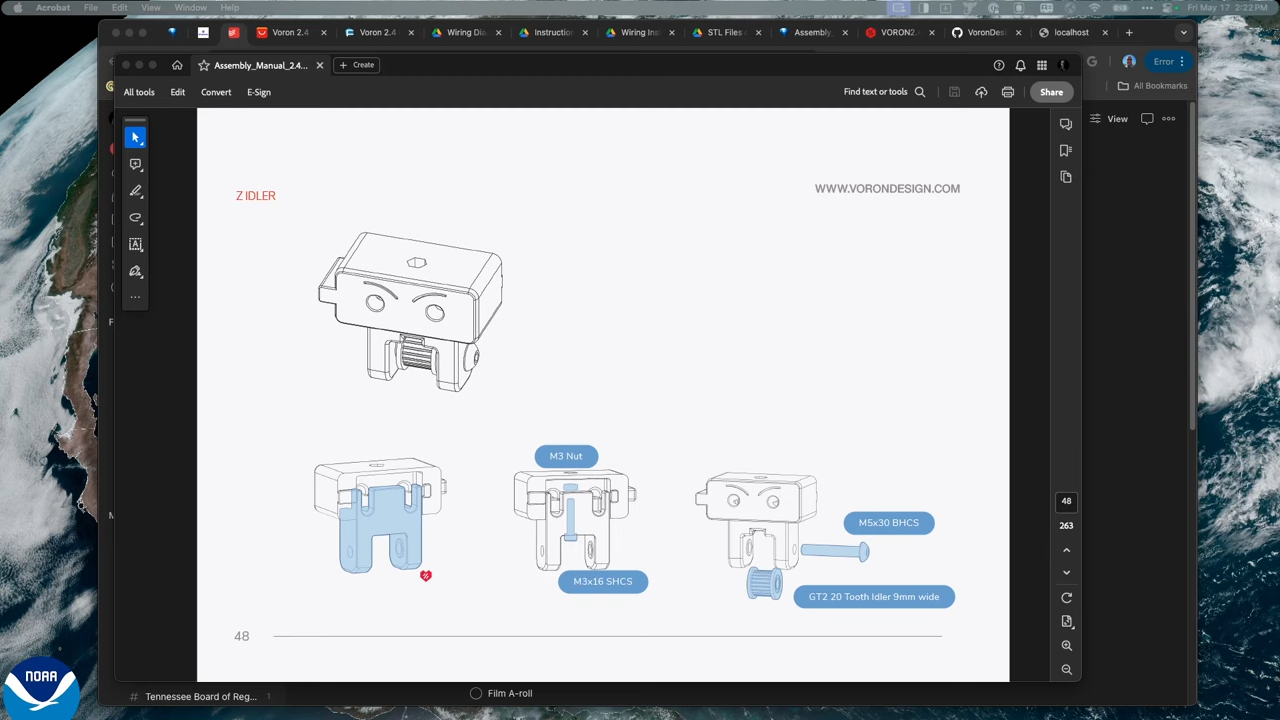 Acrobat File Edit View Window Help Fri May 17 2:22 PM
Voron 2.4 Voron 2.4 Wiring Dia Instruction Wiring Ins STL Files Assembly_ VORON2. VoronDes localhost
Assembly_Manual_2.4... Create Error
All tools Edit Convert E-Sign Find text or tools Share All Bookmarks
View
Z IDLER WWW.VORONDESIGN.COM
M3 Nut
M5x30 BHCS
M3x16 SHCS
GT2 20 Tooth Idler 9mm wide
48
48
263
NOAA
# Tennessee Board of Reg... 1 Film A-roll